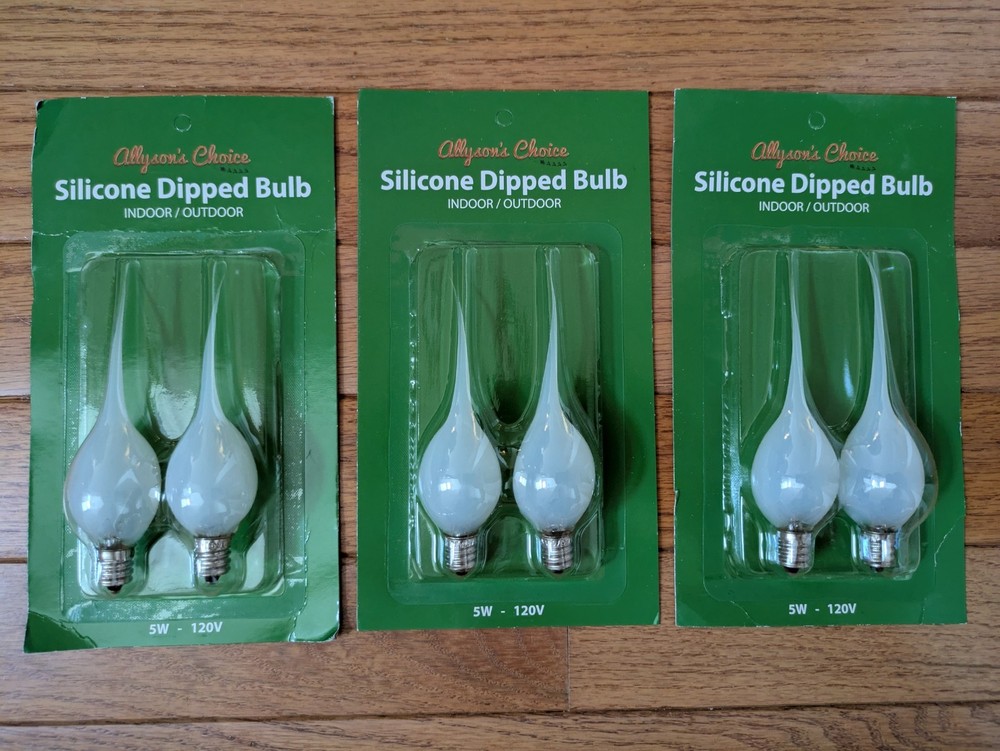 Allyson's Choice
Silicone Dipped Bulb
INDOOR / OUTDOOR
5W - 120V
Allyson's Choice
Silicone Dipped Bulb
INDOOR / OUTDOOR
5W - 120V
Allyson's Choice
Silicone Dipped Bulb
INDOOR / OUTDOOR
5W - 120V